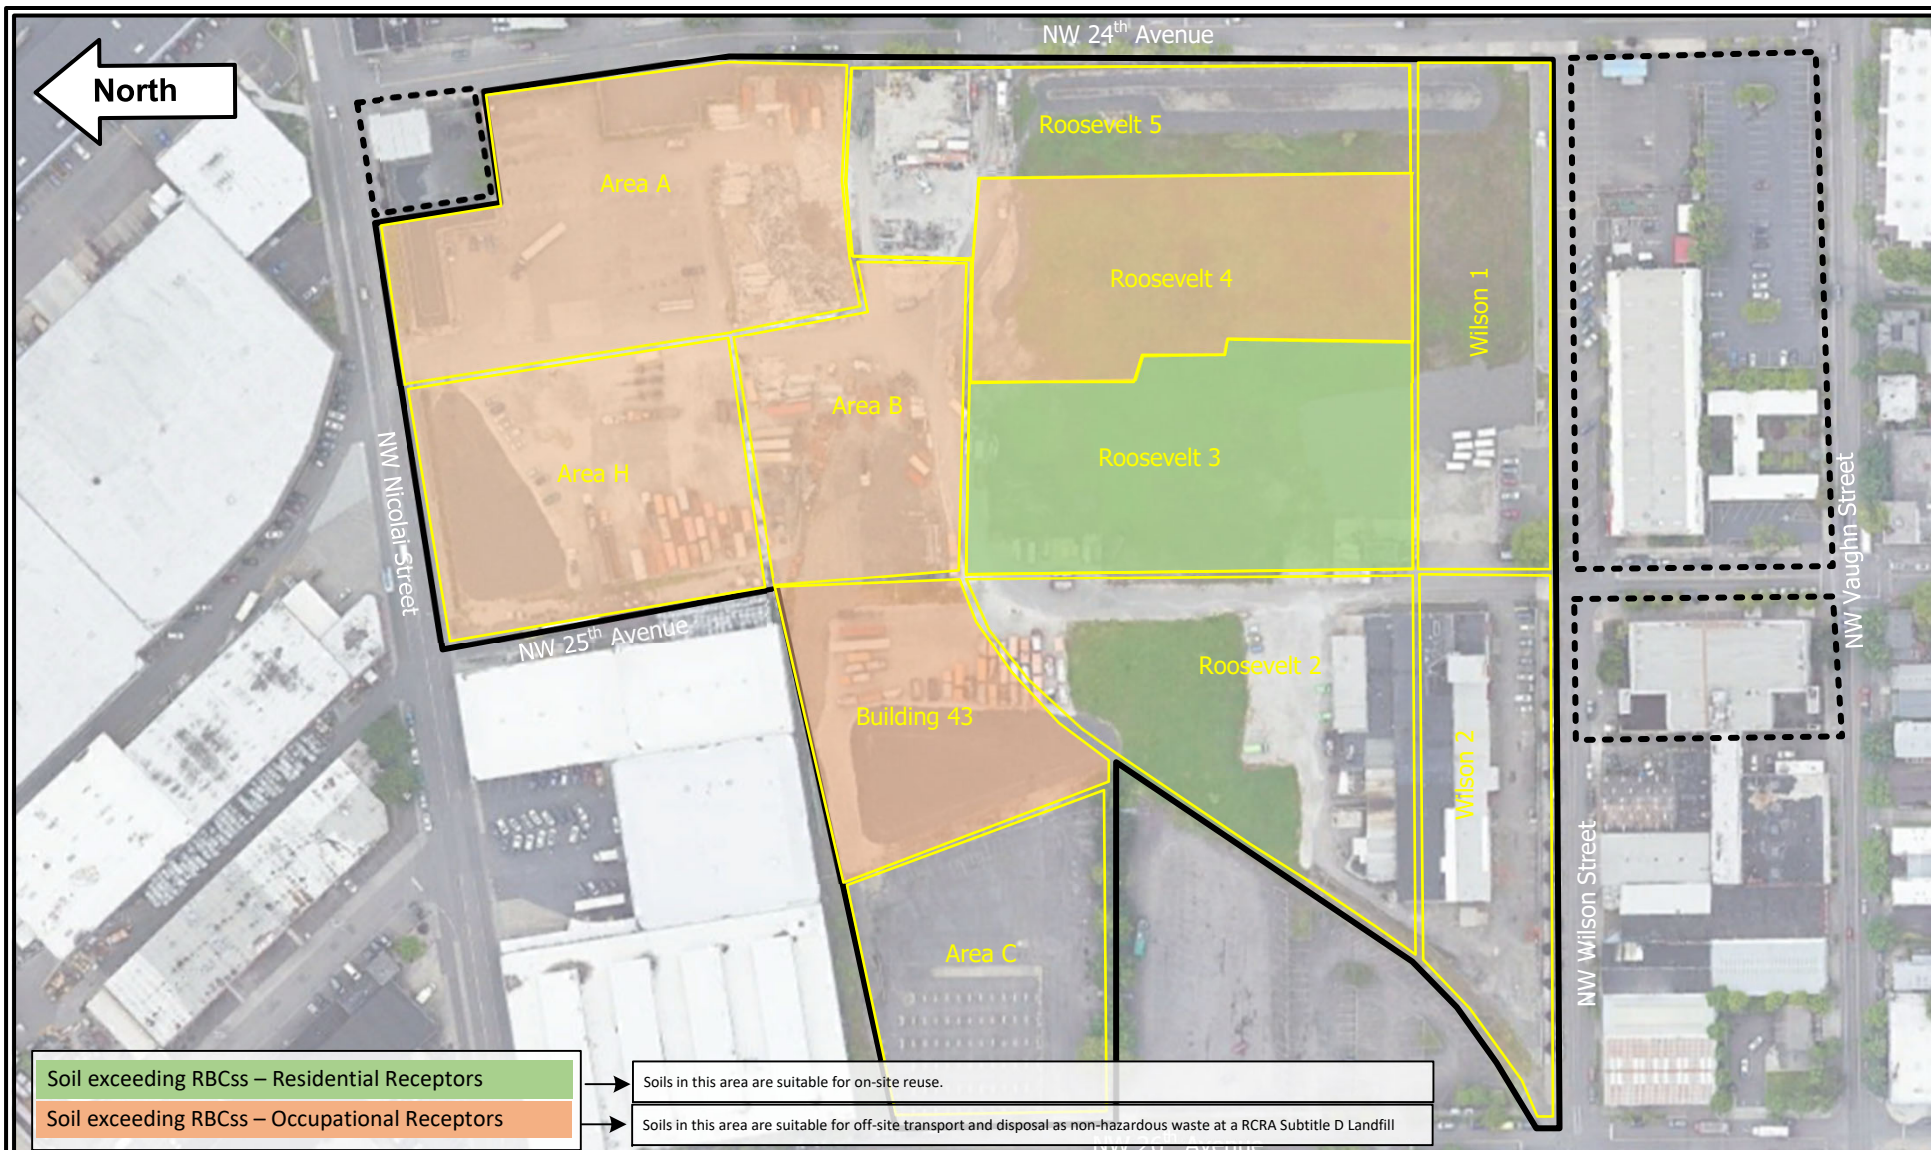 NW 24th Avenue
North
Roosevelt 5
Area A
Roosevelt 4
Wilson 1
Area B
Roosevelt 3
Area H
NW Nicolai Street
NW Vaughn Street
NW 25th Avenue
Roosevelt 2
Building 43
Wilson 2
NW Wilson Street
Area C
Soil exceeding RBCss – Residential Receptors
Soils in this area are suitable for on-site reuse.
Soil exceeding RBCss – Occupational Receptors
Soils in this area are suitable for off-site transport and disposal as non-hazardous waste at a RCRA Subtitle D Landfill
NW 26th Avenue